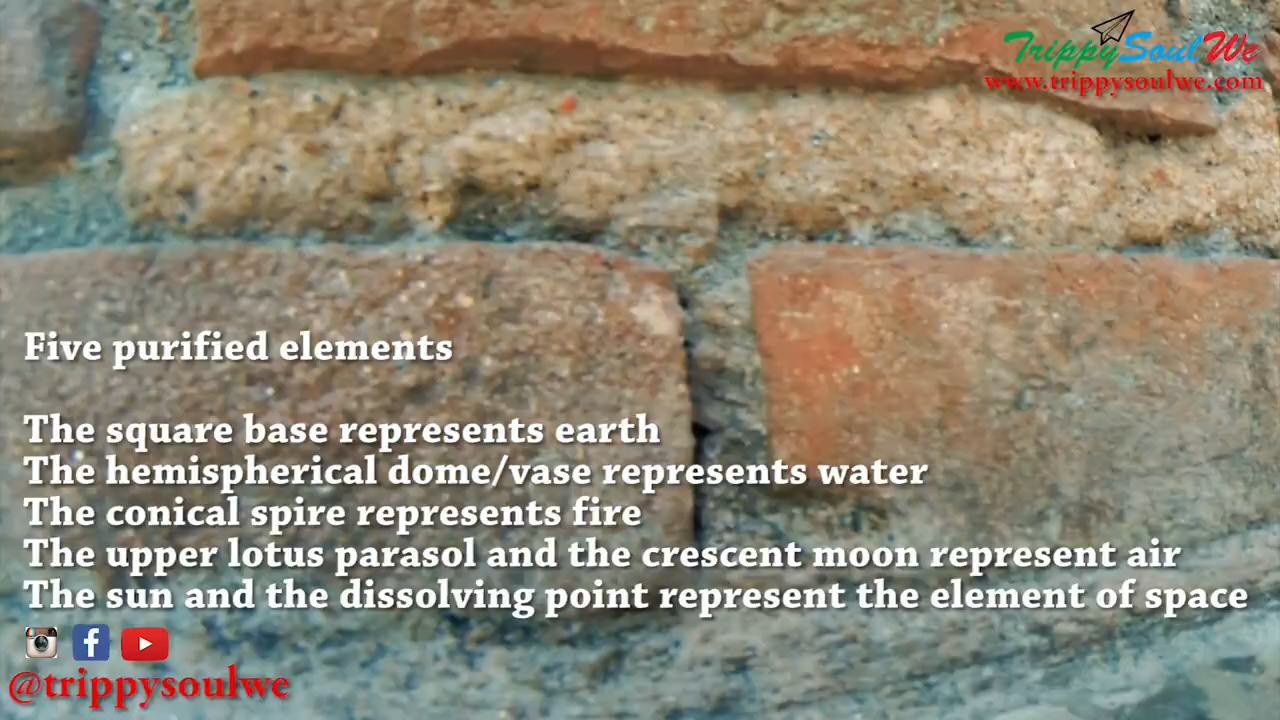 TrippySoulWe
www.trippysoulwe.com
Five purified elements
The square base represents earth
The hemispherical dome/vase represents water
The conical spire represents fire
The upper lotus parasol and the crescent moon represent air
The sun and the dissolving point represent the element of space
@trippysoulwe